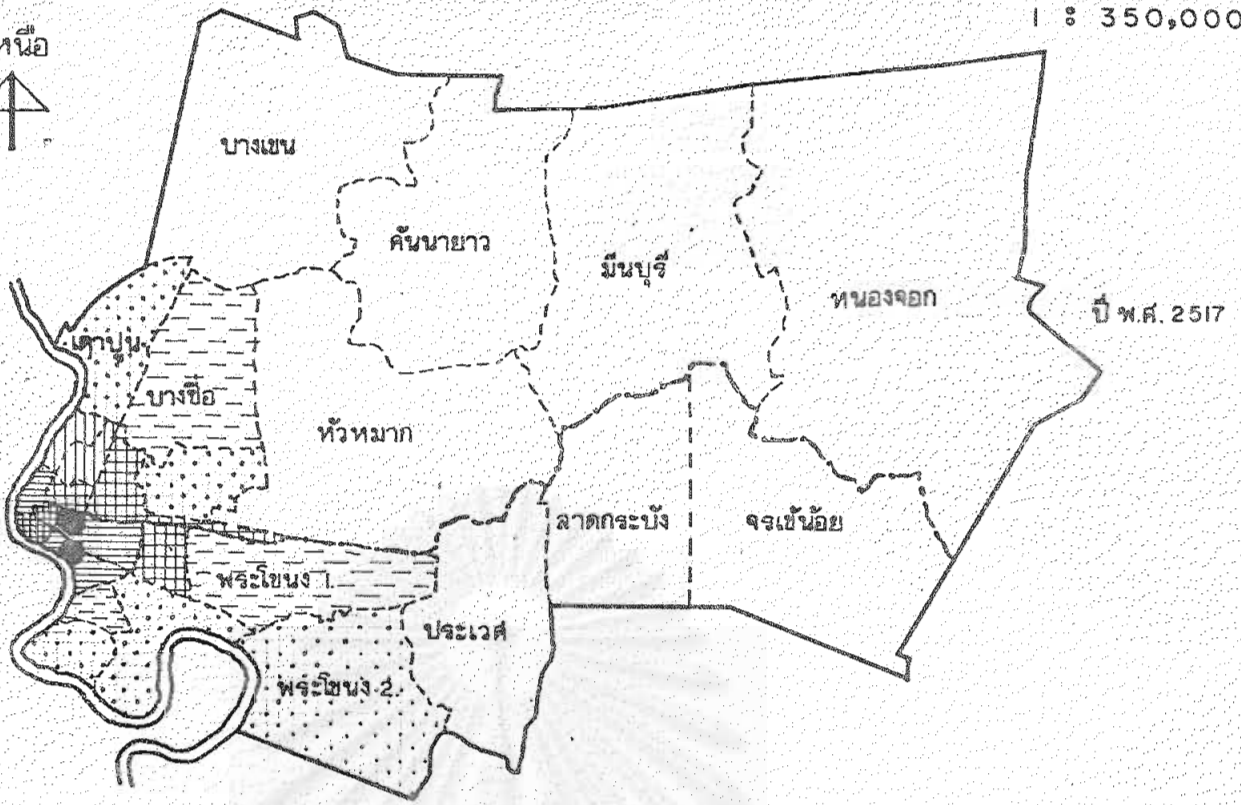 1 : 350,000
หนือ
บางเขน
คันนายาว
มีนบุรี
หนองจอก
ปี พ.ศ. 2517
เตาปูน
บางซื่อ
หัวหมาก
ลาดกระบัง
จรเข้น้อย
พระโขนง 1
ประเวศ
พระโขนง 2